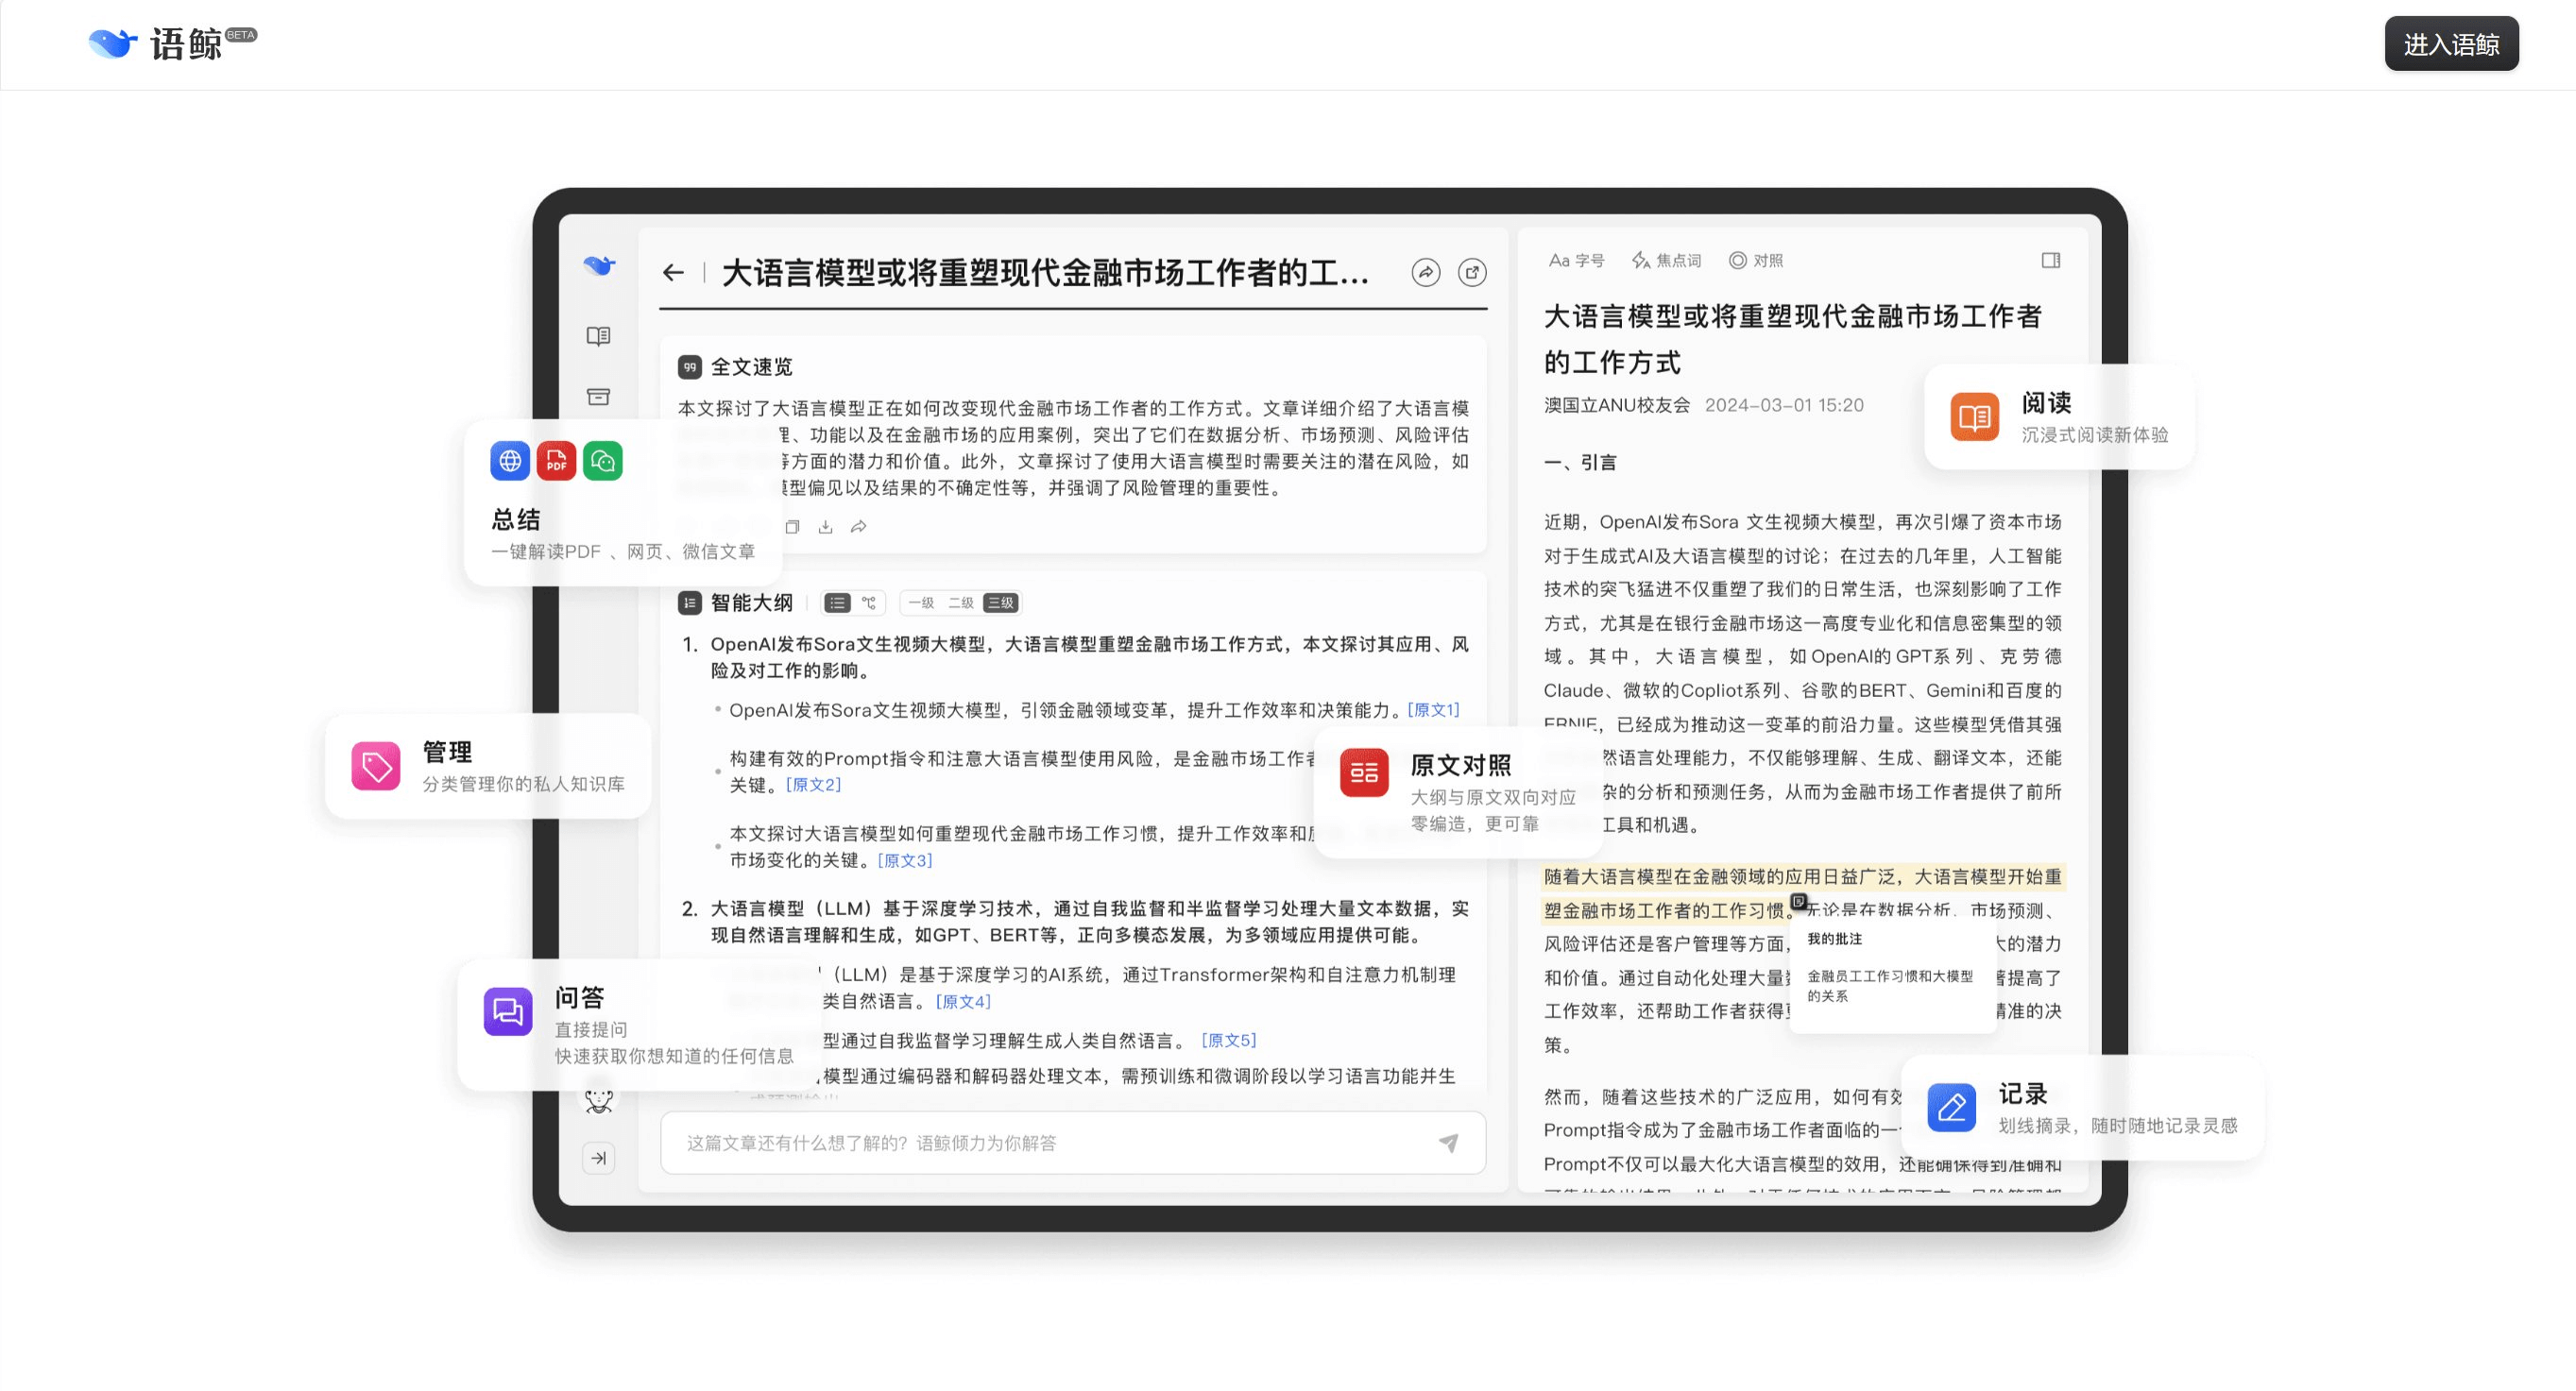 语鲸 BETA
进入语鲸
大语言模型或将重塑现代金融市场工作者的工...
99 全文速览
本文探讨了大语言模型正在如何改变现代金融市场工作者的工作方式。文章详细介绍了大语言模
理、功能以及在金融市场的应用案例，突出了它们在数据分析、市场预测、风险评估
等方面的潜力和价值。此外，文章探讨了使用大语言模型时需要关注的潜在风险，如
模型偏见以及结果的不确定性等，并强调了风险管理的重要性。
PDF
总结
一键解读PDF 、网页、微信文章
智能大纲 一级 二级 三级
1. OpenAI发布Sora文生视频大模型，大语言模型重塑金融市场工作方式，本文探讨其应用、风
险及对工作的影响。
OpenAI发布Sora文生视频大模型，引领金融领域变革，提升工作效率和决策能力。[原文1]
构建有效的Prompt指令和注意大语言模型使用风险，是金融市场工作者
关键。[原文2]
本文探讨大语言模型如何重塑现代金融市场工作习惯，提升工作效率和
市场变化的关键。[原文3]
2. 大语言模型（LLM）基于深度学习技术，通过自我监督和半监督学习处理大量文本数据，实
现自然语言理解和生成，如GPT、BERT等，正向多模态发展，为多领域应用提供可能。
（LLM）是基于深度学习的AI系统，通过Transformer架构和自注意力机制理
类自然语言。[原文4]
型通过自我监督学习理解生成人类自然语言。 [原文5]
模型通过编码器和解码器处理文本，需预训练和微调阶段以学习语言功能并生
管理
分类管理你的私人知识库
问答
直接提问
快速获取你想知道的任何信息
这篇文章还有什么想了解的？语鲸倾力为你解答
Aa 字号 焦点词 对照
大语言模型或将重塑现代金融市场工作者
的工作方式
澳国立ANU校友会 2024-03-01 15:20
阅读
沉浸式阅读新体验
一、引言
近期，OpenAI发布Sora 文生视频大模型，再次引爆了资本市场
对于生成式AI及大语言模型的讨论；在过去的几年里，人工智能
技术的突飞猛进不仅重塑了我们的日常生活，也深刻影响了工作
方式，尤其是在银行金融市场这一高度专业化和信息密集型的领
域。其中，大语言模型，如OpenAI的GPT系列、克劳德
Claude、微软的Copliot系列、谷歌的BERT、Gemini和百度的
ERNIE，已经成为推动这一变革的前沿力量。这些模型凭借其强
然语言处理能力，不仅能够理解、生成、翻译文本，还能
杂的分析和预测任务，从而为金融市场工作者提供了前所
工具和机遇。
原文对照
大纲与原文双向对应
零编造，更可靠
随着大语言模型在金融领域的应用日益广泛，大语言模型开始重
塑金融市场工作者的工作习惯。无论是在数据分析、市场预测、
风险评估还是客户管理等方面，大的潜力
和价值。通过自动化处理大量 著提高了
工作效率，还帮助工作者获得更 精准的决
策。
我的批注
金融员工工作习惯和大模型
的关系
然而，随着这些技术的广泛应用，如何有效
Prompt指令成为了金融市场工作者面临的一
Prompt不仅可以最大化大语言模型的效用，还能确保得到准确和
记录
划线摘录，随时随地记录灵感